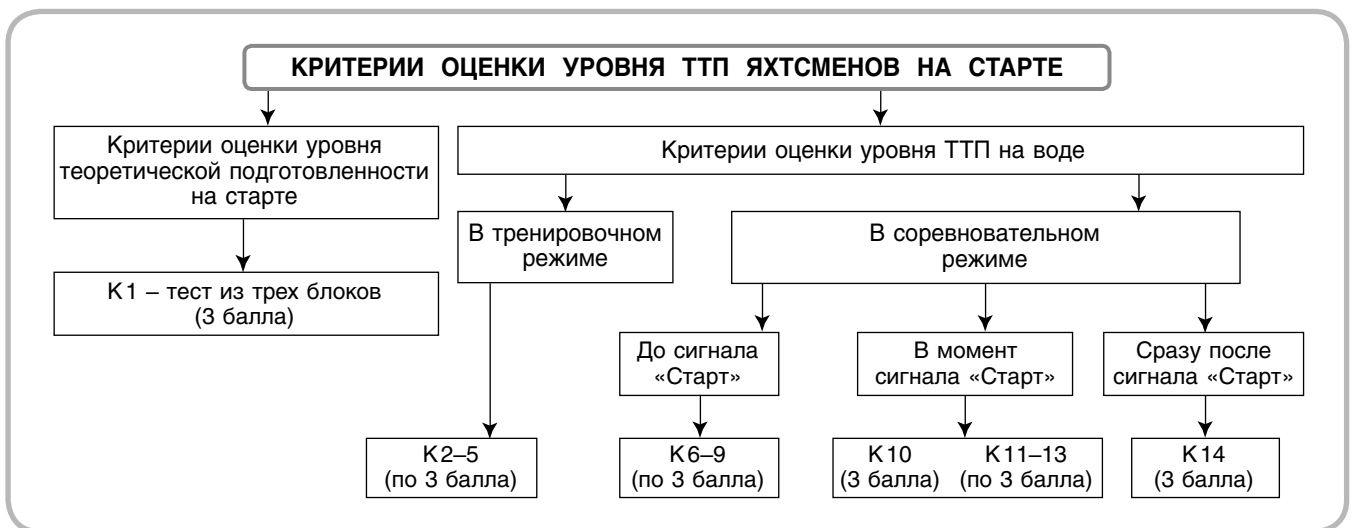 КРИТЕРИИ ОЦЕНКИ УРОВНЯ ТТП ЯХТСМЕНОВ НА СТАРТЕ
Критерии оценки уровня
теоретической подготовленности
на старте
Критерии оценки уровня ТТП на воде
В тренировочном
режиме
В соревновательном
режиме
К1 – тест из трех блоков
(3 балла)
До сигнала
«Старт»
В момент
сигнала «Старт»
Сразу после
сигнала «Старт»
К2–5
(по 3 балла)
К6–9
(по 3 балла)
К10
(3 балла)
К11–13
(по 3 балла)
К14
(3 балла)